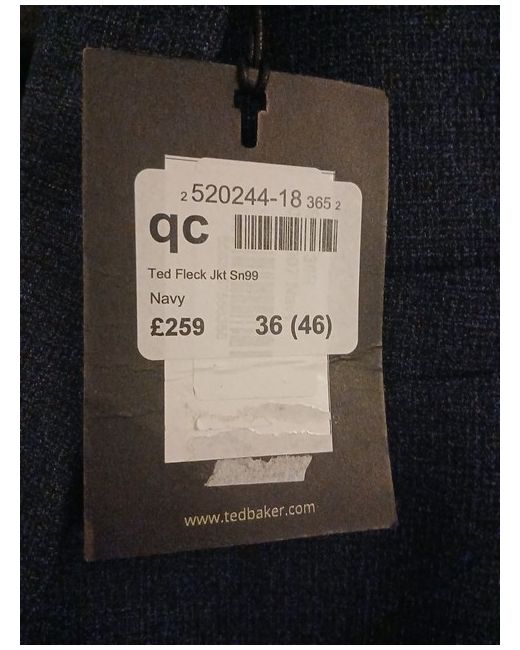 2 520244-18 365 2
qc
Ted Fleck Jkt Sn99
Navy
£259 36 (46)
www.tedbaker.com